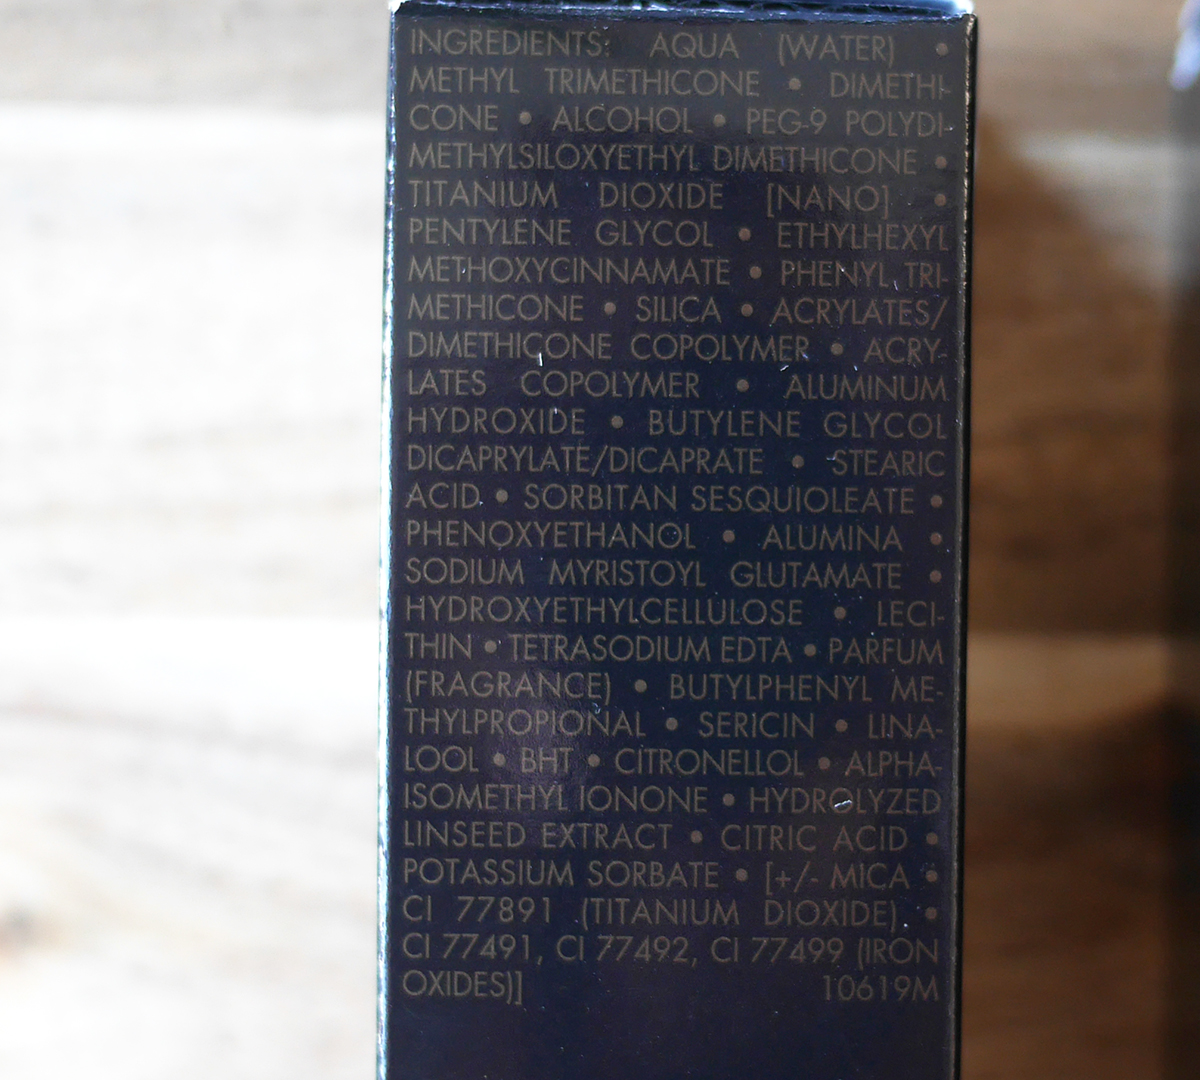 INGREDIENTS: AQUA (WATER) •
METHYL TRIMETHICONE • DIMETHI-
CONE • ALCOHOL • PEG-9 POLYDI-
METHYLSILOXYETHYL DIMETHICONE •
TITANIUM DIOXIDE [NANO] •
PENTYLENE GLYCOL • ETHYLHEXYL
METHOXYCINNAMATE • PHENYL TRI-
METHICONE • SILICA • ACRYLATES/
DIMETHICONE COPOLYMER • ACRY-
LATES COPOLYMER • ALUMINUM
HYDROXIDE • BUTYLENE GLYCOL
DICAPRYLATE/DICAPRATE • STEARIC
ACID • SORBITAN SESQUIOLEATE •
PHENOXYETHANOL • ALUMINA •
SODIUM MYRISTOYL GLUTAMATE •
HYDROXYETHYLCELLULOSE • LECI-
THIN • TETRASODIUM EDTA • PARFUM
(FRAGRANCE) • BUTYLPHENYL ME-
THYLPROPIONAL • SERICIN • LINA-
LOOL • BHT • CITRONELLOL • ALPHA-
ISOMETHYL IONONE • HYDROLYZED
LINSEED EXTRACT • CITRIC ACID •
POTASSIUM SORBATE • [+/- MICA •
CI 77891 (TITANIUM DIOXIDE) •
CI 77491, CI 77492, CI 77499 (IRON
OXIDES)] 10619M